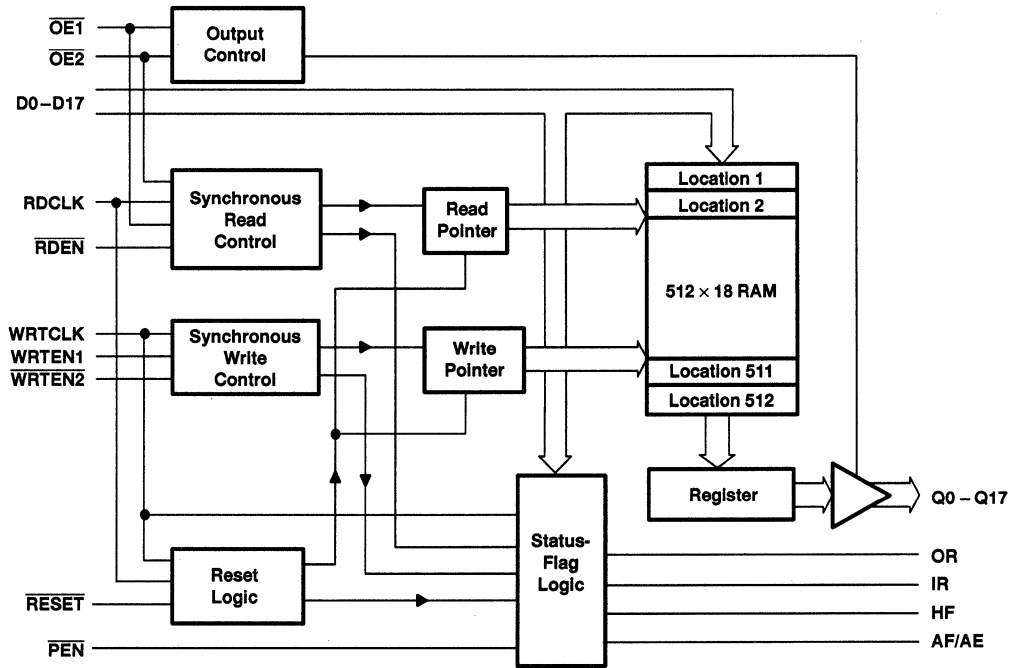 OE1
OE2
Output
Control
D0–D17
RDCLK
RDEN
Synchronous
Read
Control
Read
Pointer
Location 1
Location 2
512 × 18 RAM
Location 511
Location 512
WRTCLK
WRTEN1
WRTEN2
Synchronous
Write
Control
Write
Pointer
Register
Q0 – Q17
Status-
Flag
Logic
OR
IR
HF
AF/AE
Reset
Logic
RESET
PEN